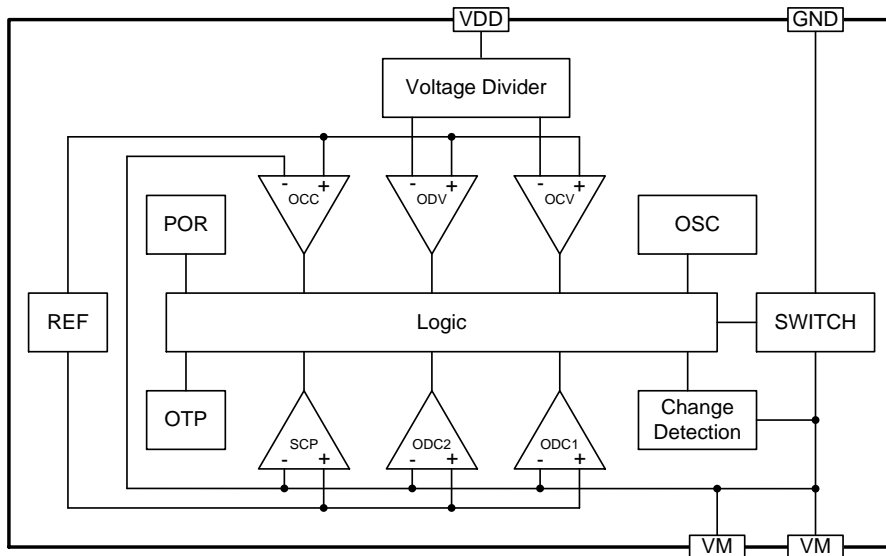 VDD
GND
Voltage Divider
- +
- +
- +
OCC
ODV
OCV
POR
OSC
REF
Logic
SWITCH
OTP
SCP
ODC2
ODC1
Change
Detection
- +
- +
- +
VM
VM